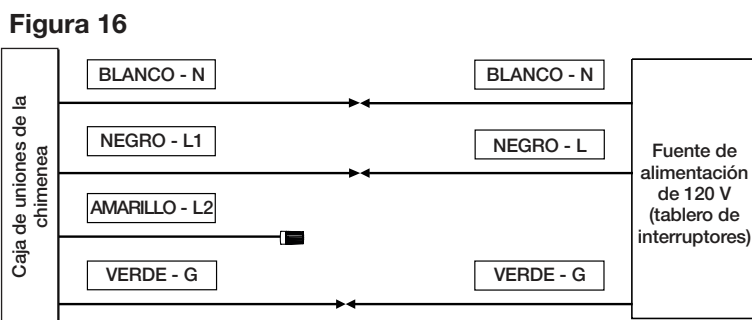 Figura 16
Caja de uniones de la
chimenea
BLANCO - N
BLANCO - N
NEGRO - L1
NEGRO - L
AMARILLO - L2
VERDE - G
VERDE - G
Fuente de
alimentación
de 120 V
(tablero de
interruptores)